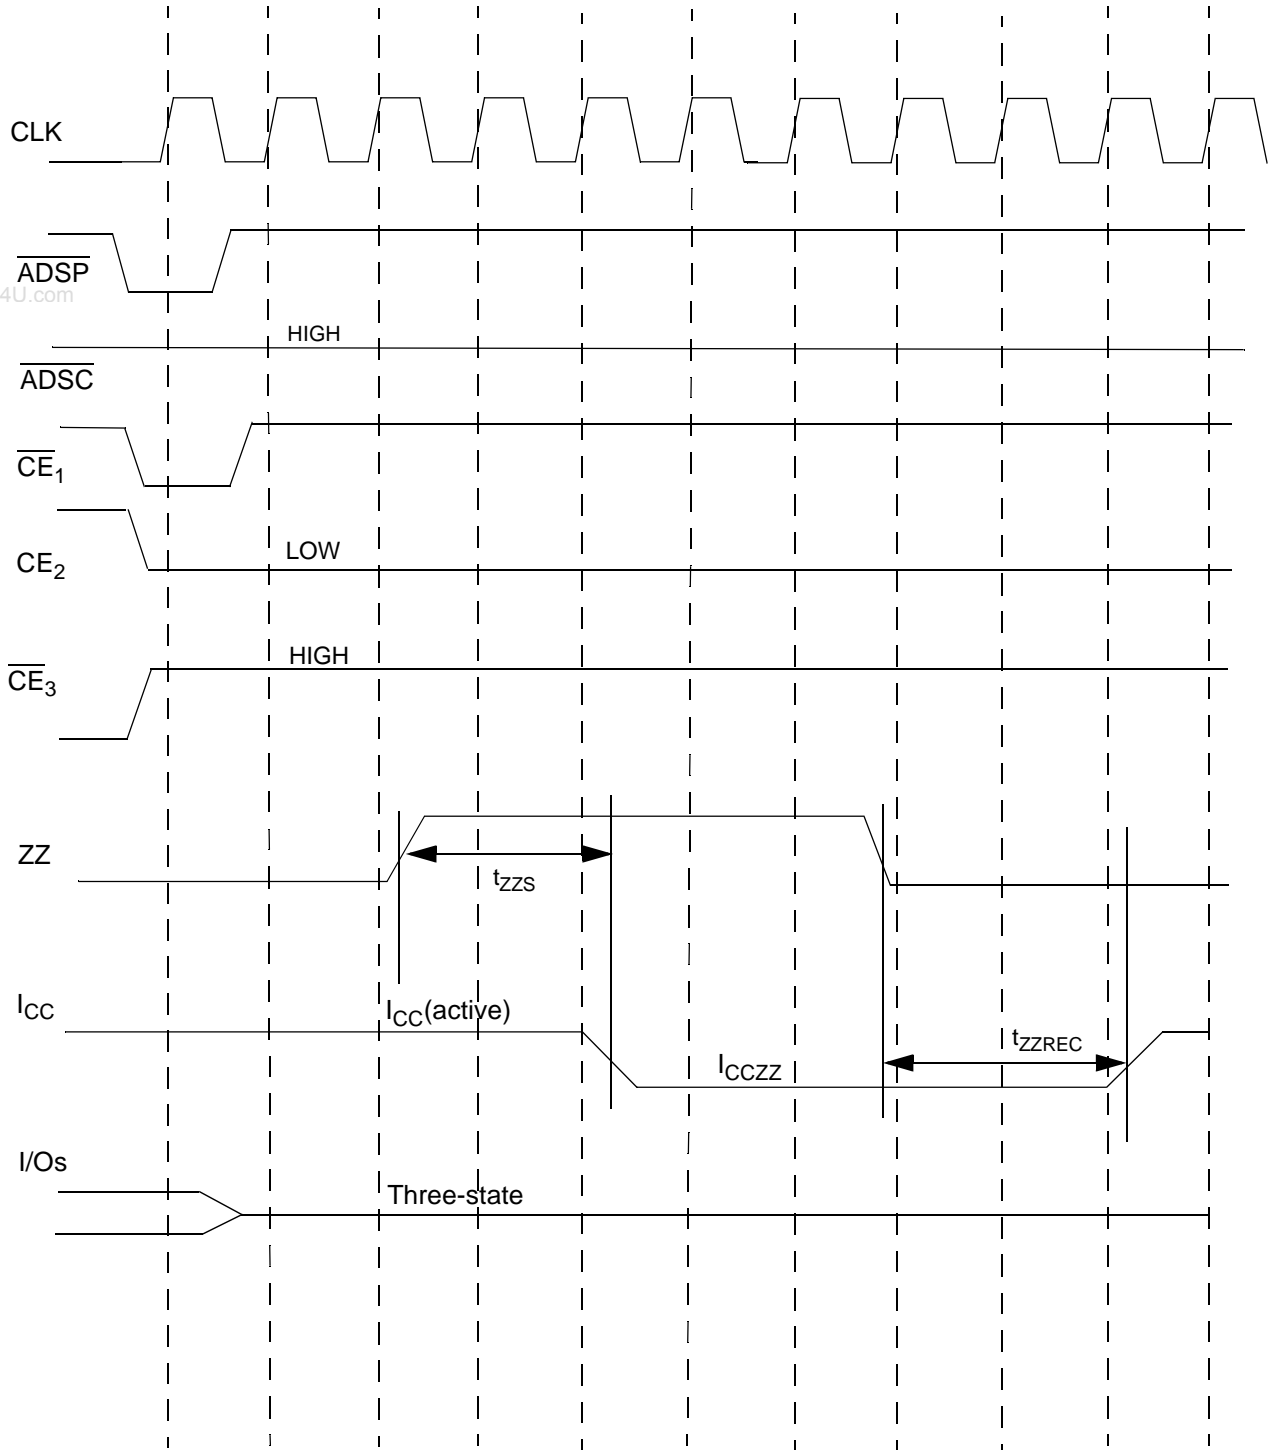 CLK
ADSP
4U.com
HIGH
ADSC
CE1
LOW
CE2
HIGH
CE3
ZZ
tZZS
ICC
ICC(active)
tZZREC
ICCZZ
I/Os
Three-state